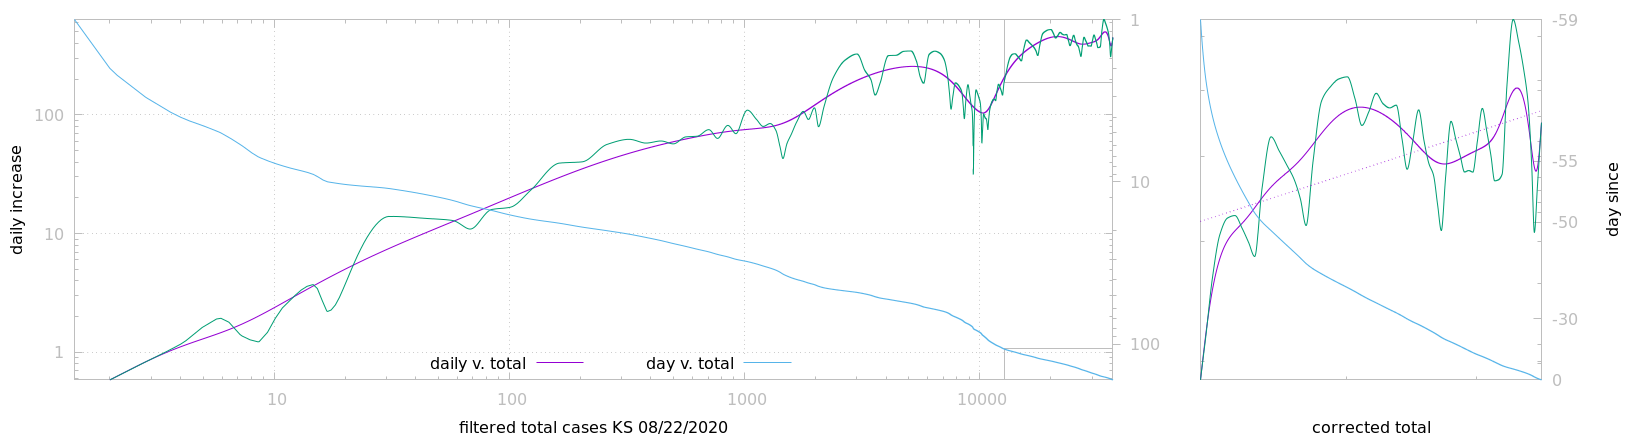 daily increase
100
10
1
10
100
1000
10000
1
10
100
daily v. total
day v. total
filtered total cases KS 08/22/2020
-59
-55
-50
-30
0
day since
corrected total